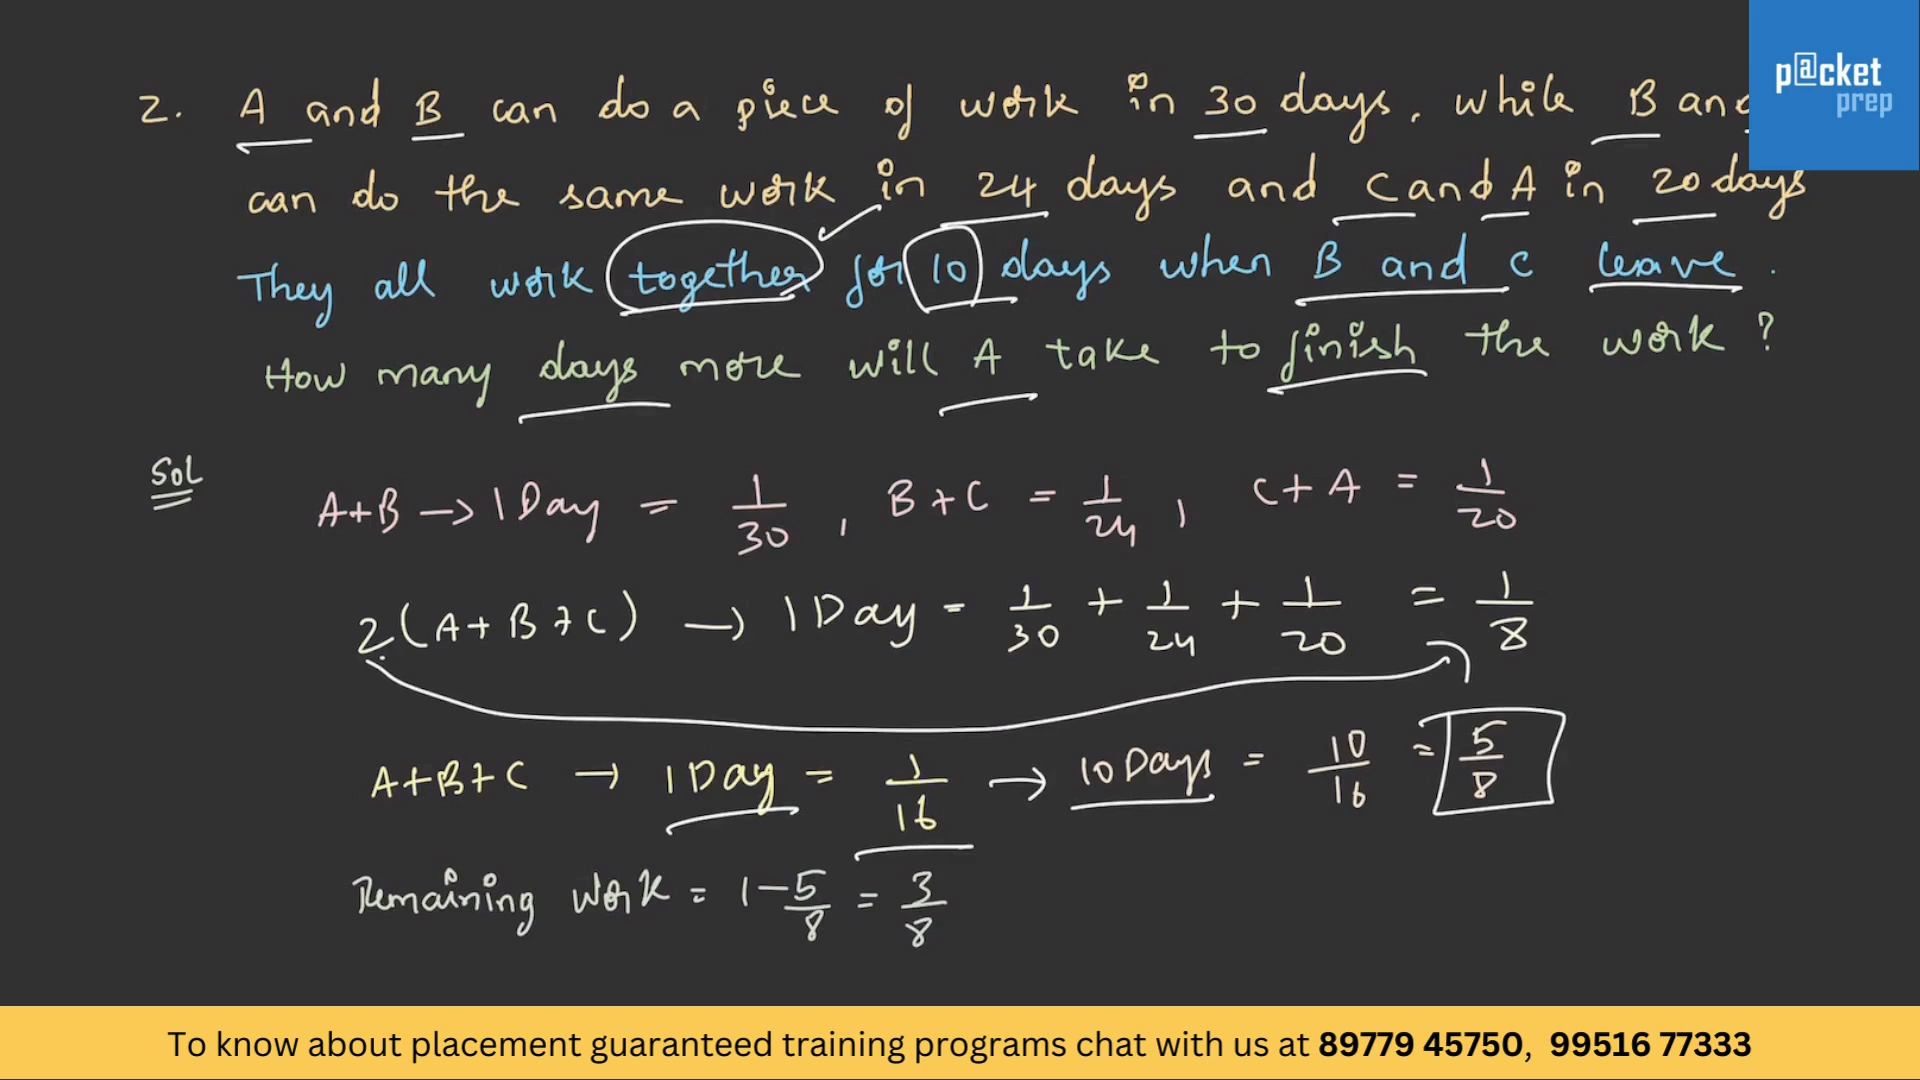 p@cket
prep
2. A and B can do a piece of work in 30 days, while B and
can do the same work in 24 days and C and A in 20 days
They all work together for 10 days when B and C leave.
How many days more will A take to finish the work?
Sol
A+B → 1 Day = 1/30, B+C = 1/24, C+A = 1/20
2(A+B+C) → 1 Day = 1/30 + 1/24 + 1/20 = 1/8
A+B+C → 1 Day = 1/16 → 10 Days = 10/16 = 5/8
Remaining work = 1-5/8 = 3/8
To know about placement guaranteed training programs chat with us at 89779 45750, 99516 77333